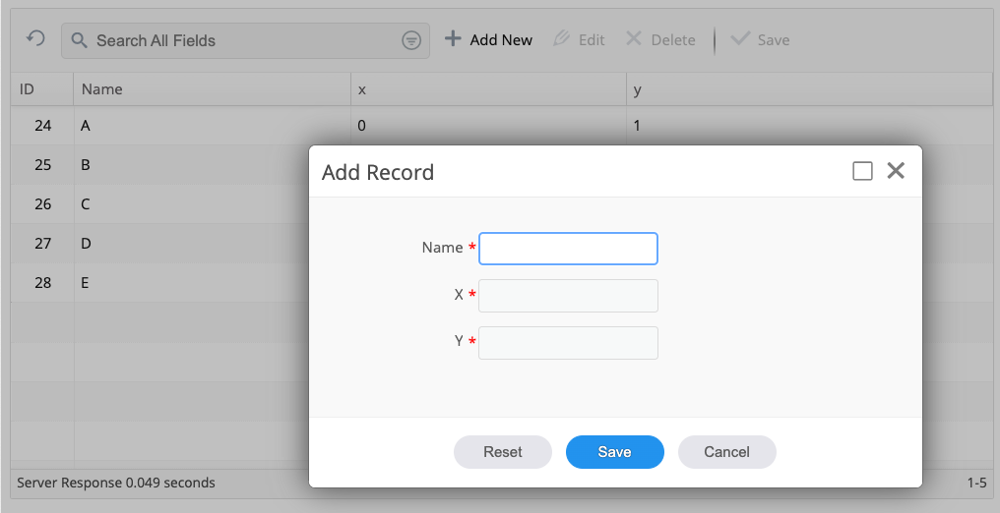 Search All Fields Add New Edit Delete Save
ID Name x y
24 A 0 1
25 B
26 C
27 D
28 E
Add Record
Name *
X *
Y *
Reset Save Cancel
Server Response 0.049 seconds 1-5